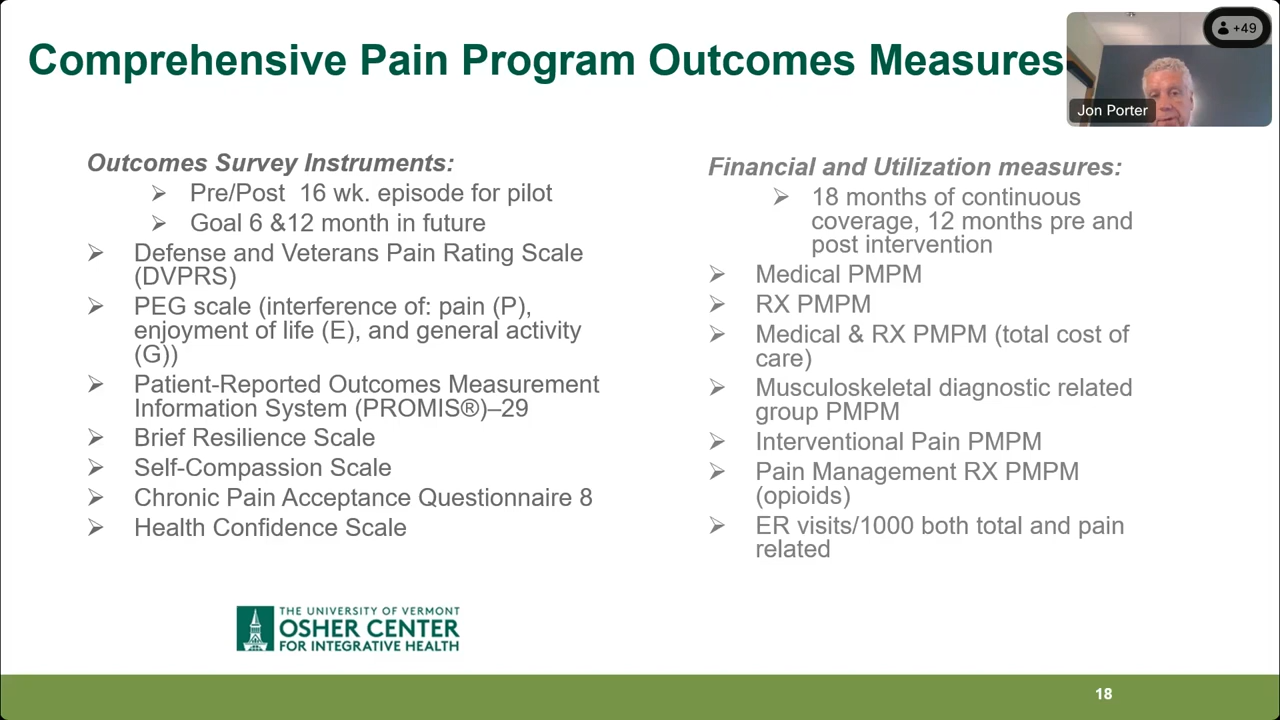 Comprehensive Pain Program Outcomes Measures
+49
Jon Porter
Outcomes Survey Instruments:
➢ Pre/Post  16 wk. episode for pilot
➢ Goal 6 &12 month in future
➢ Defense and Veterans Pain Rating Scale
(DVPRS)
➢ PEG scale (interference of: pain (P),
enjoyment of life (E), and general activity
(G))
➢ Patient-Reported Outcomes Measurement
Information System (PROMIS®)–29
➢ Brief Resilience Scale
➢ Self-Compassion Scale
➢ Chronic Pain Acceptance Questionnaire 8
➢ Health Confidence Scale
Financial and Utilization measures:
➢ 18 months of continuous
coverage, 12 months pre and
post intervention
➢ Medical PMPM
➢ RX PMPM
➢ Medical & RX PMPM (total cost of
care)
➢ Musculoskeletal diagnostic related
group PMPM
➢ Interventional Pain PMPM
➢ Pain Management RX PMPM
(opioids)
➢ ER visits/1000 both total and pain
related
THE UNIVERSITY OF VERMONT
OSHER CENTER
FOR INTEGRATIVE HEALTH
18